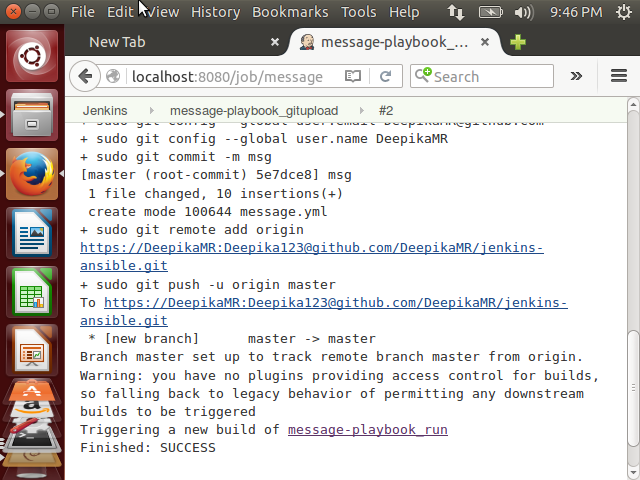 File Edit View History Bookmarks Tools Help 9:46 PM
New Tab message-playbook_...
localhost:8080/job/message Search
Jenkins message-playbook_gitupload #2
+ sudo git config --global user.email DeepikaMR@github.com
+ sudo git config --global user.name DeepikaMR
+ sudo git commit -m msg
[master (root-commit) 5e7dce8] msg
1 file changed, 10 insertions(+)
create mode 100644 message.yml
+ sudo git remote add origin
https://DeepikaMR:Deepika123@github.com/DeepikaMR/jenkins-
ansible.git
+ sudo git push -u origin master
To https://DeepikaMR:Deepika123@github.com/DeepikaMR/jenkins-
ansible.git
* [new branch] master -> master
Branch master set up to track remote branch master from origin.
Warning: you have no plugins providing access control for builds,
so falling back to legacy behavior of permitting any downstream
builds to be triggered
Triggering a new build of message-playbook_run
Finished: SUCCESS